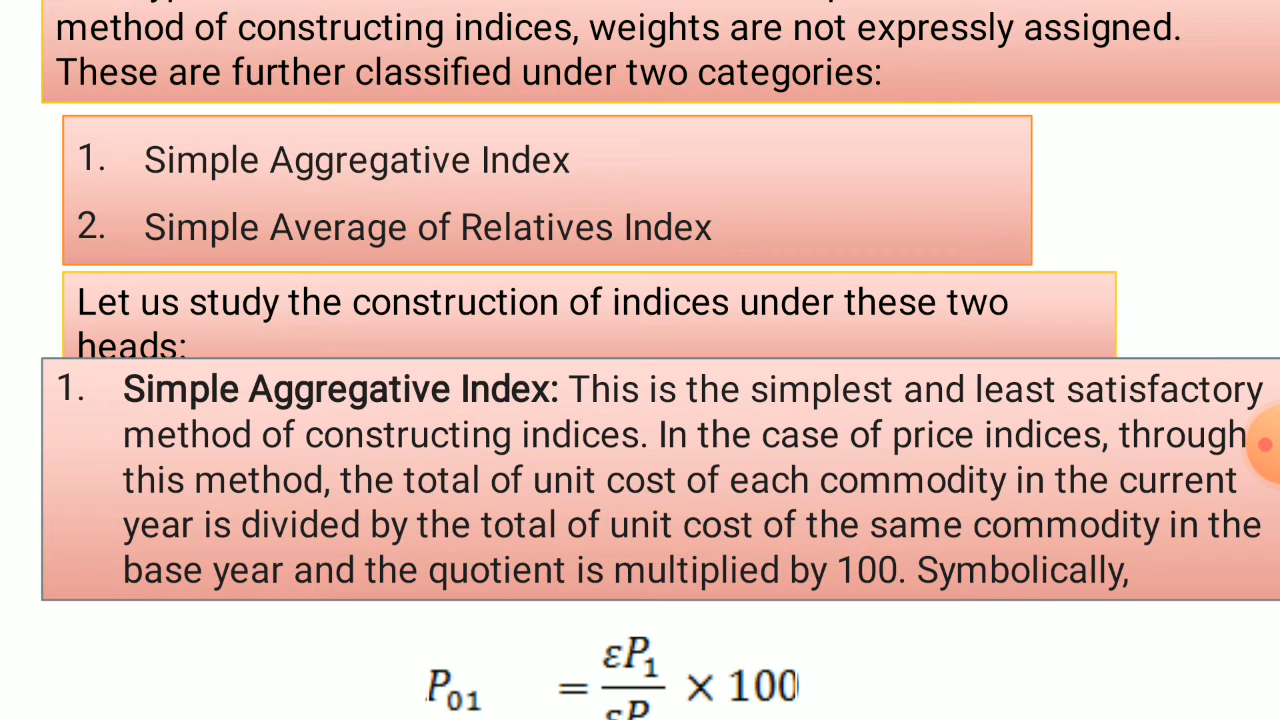 method of constructing indices, weights are not expressly assigned.
These are further classified under two categories:
1. Simple Aggregative Index
2. Simple Average of Relatives Index
Let us study the construction of indices under these two
heads:
1. Simple Aggregative Index: This is the simplest and least satisfactory
method of constructing indices. In the case of price indices, through
this method, the total of unit cost of each commodity in the current
year is divided by the total of unit cost of the same commodity in the
base year and the quotient is multiplied by 100. Symbolically,
εP₁
P₀₁ = × 100
εP